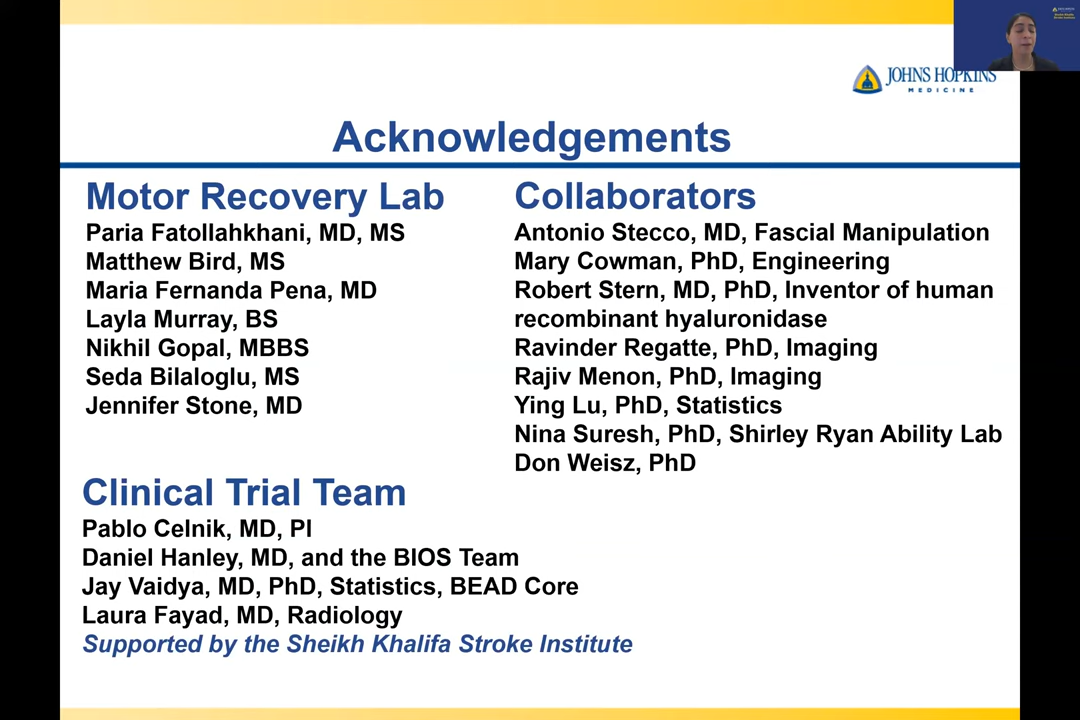 JOHNS HOPKINS
MEDICINE
Acknowledgements
Motor Recovery Lab
Paria Fatollahkhani, MD, MS
Matthew Bird, MS
Maria Fernanda Pena, MD
Layla Murray, BS
Nikhil Gopal, MBBS
Seda Bilaloglu, MS
Jennifer Stone, MD
Collaborators
Antonio Stecco, MD, Fascial Manipulation
Mary Cowman, PhD, Engineering
Robert Stern, MD, PhD, Inventor of human
recombinant hyaluronidase
Ravinder Regatte, PhD, Imaging
Rajiv Menon, PhD, Imaging
Ying Lu, PhD, Statistics
Nina Suresh, PhD, Shirley Ryan Ability Lab
Don Weisz, PhD
Clinical Trial Team
Pablo Celnik, MD, PI
Daniel Hanley, MD, and the BIOS Team
Jay Vaidya, MD, PhD, Statistics, BEAD Core
Laura Fayad, MD, Radiology
Supported by the Sheikh Khalifa Stroke Institute